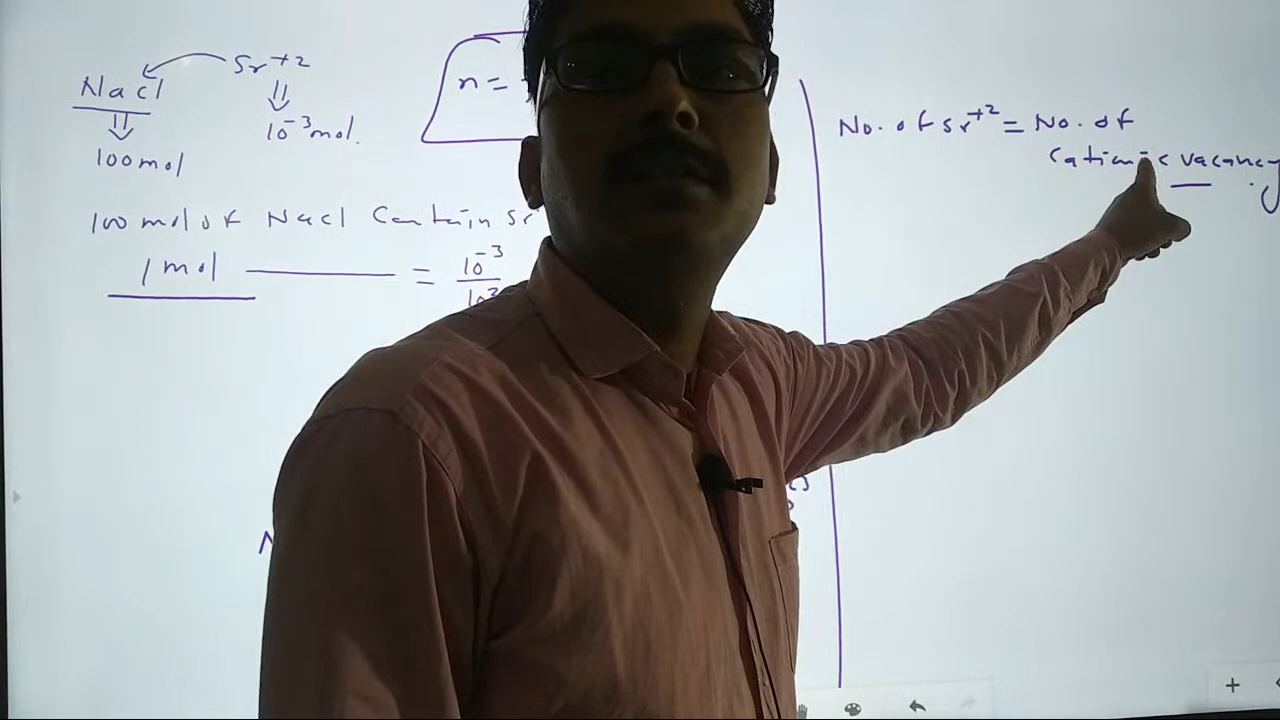 NaCl
Sr+2
10-3 mol.
100 mol
100 mol of NaCl Contain Sr
1 mol = 10-3
102
n =
No. of Sr+2 = No. of
Cationic vacancy